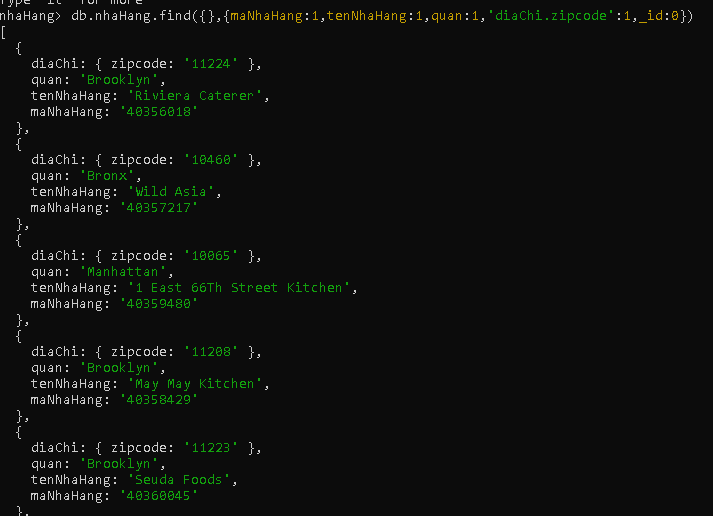 Type "it" for more
nhaHang> db.nhaHang.find({},{maNhaHang:1,tenNhaHang:1,quan:1,'diaChi.zipcode':1,_id:0})
[
  {
    diaChi: { zipcode: '11224' },
    quan: 'Brooklyn',
    tenNhaHang: 'Riviera Caterer',
    maNhaHang: '40356018'
  },
  {
    diaChi: { zipcode: '10460' },
    quan: 'Bronx',
    tenNhaHang: 'Wild Asia',
    maNhaHang: '40357217'
  },
  {
    diaChi: { zipcode: '10065' },
    quan: 'Manhattan',
    tenNhaHang: '1 East 66Th Street Kitchen',
    maNhaHang: '40359480'
  },
  {
    diaChi: { zipcode: '11208' },
    quan: 'Brooklyn',
    tenNhaHang: 'May May Kitchen',
    maNhaHang: '40358429'
  },
  {
    diaChi: { zipcode: '11223' },
    quan: 'Brooklyn',
    tenNhaHang: 'Seuda Foods',
    maNhaHang: '40360045'
  },